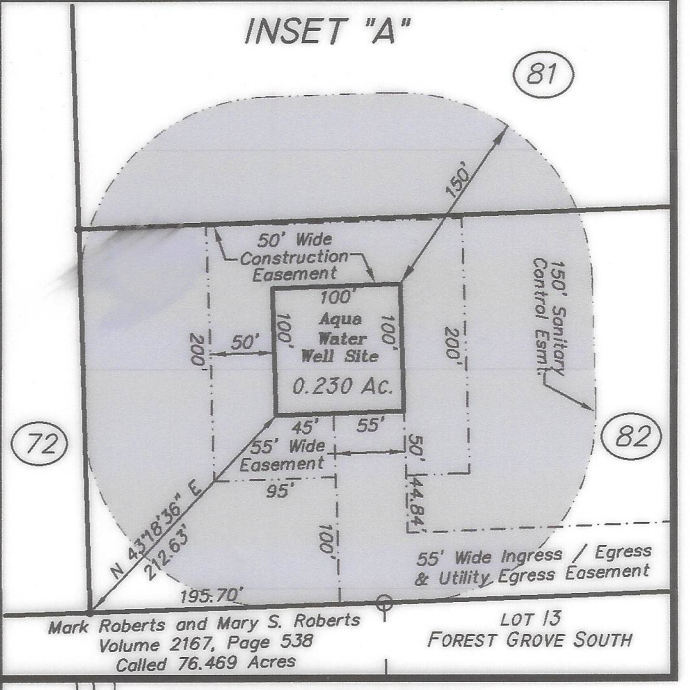 INSET "A"
81
150'
50' Wide
Construction
Easement
100'
100'
100'
Aqua
Water
Well Site
0.230 Ac.
200'
50'
200'
150' Sanitary
Control Esmt.
72
82
45'
55'
55' Wide
Easement
50'
95'
44.84'
100'
N 43°18'36" E
212.63'
55' Wide Ingress / Egress
& Utility Egress Easement
195.70'
Mark Roberts and Mary S. Roberts
Volume 2167, Page 538
Called 76.469 Acres
LOT 13
FOREST GROVE SOUTH